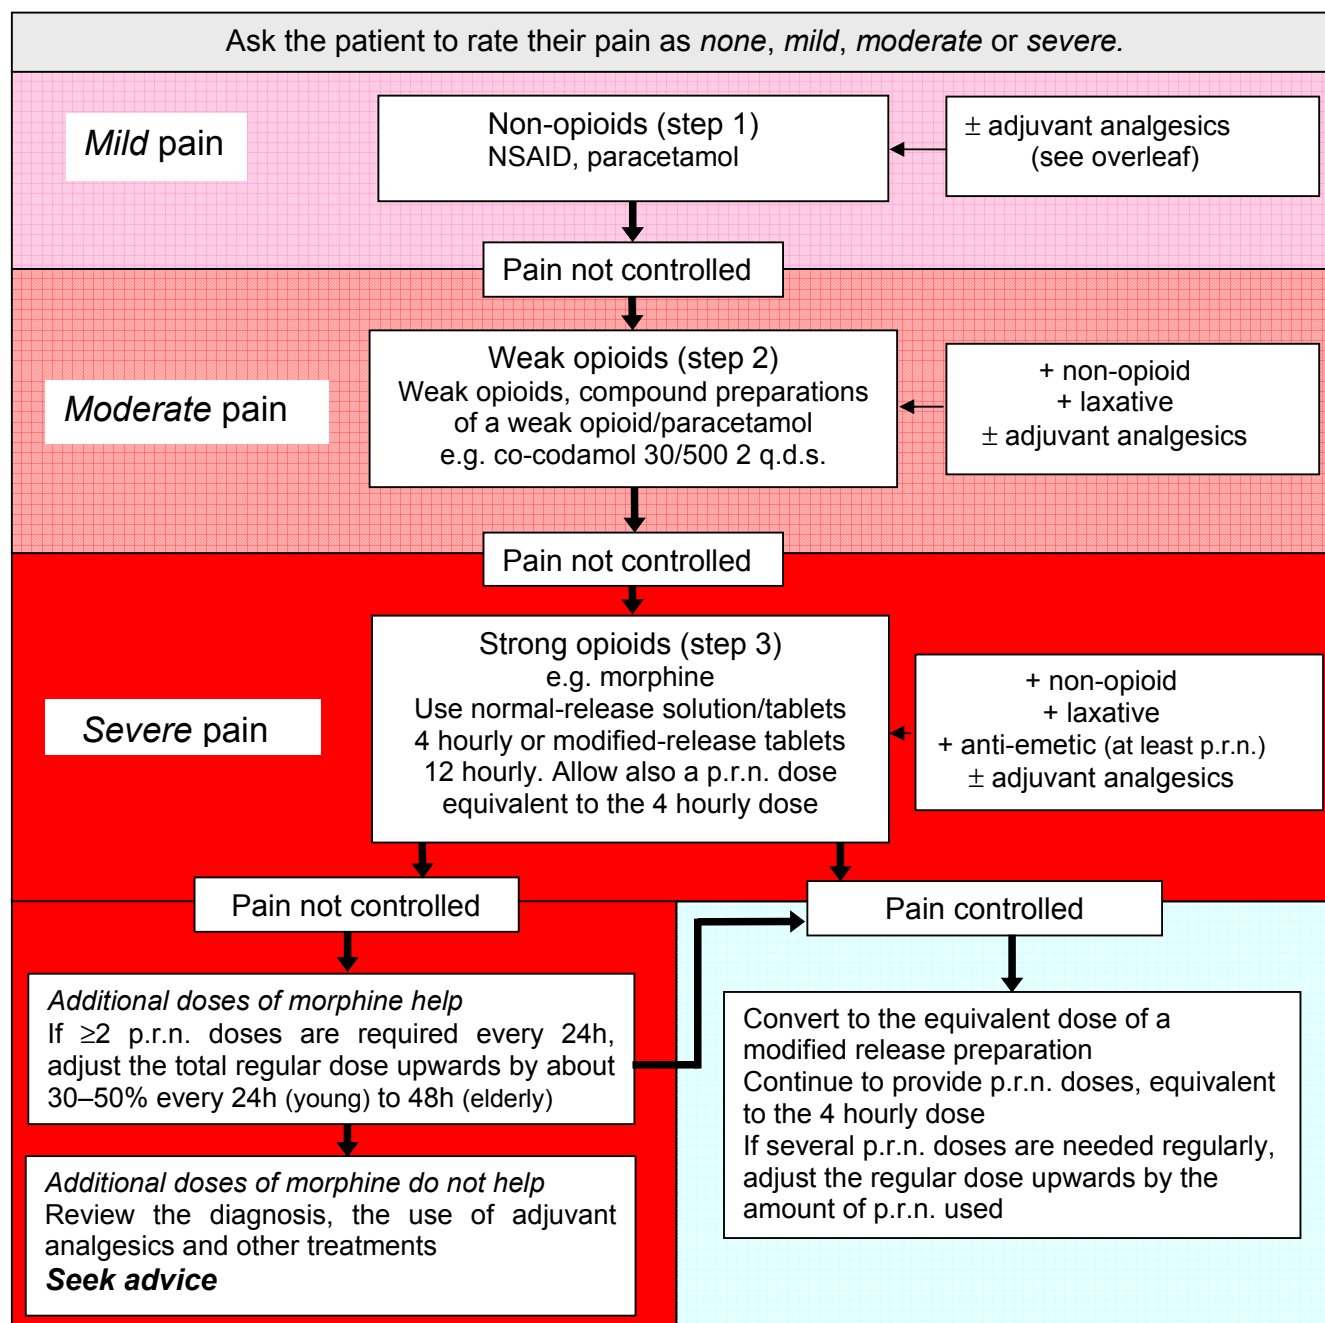 Ask the patient to rate their pain as none, mild, moderate or severe.
Mild pain
Non-opioids (step 1)
NSAID, paracetamol
± adjuvant analgesics
(see overleaf)
Pain not controlled
Moderate pain
Weak opioids (step 2)
Weak opioids, compound preparations
of a weak opioid/paracetamol
e.g. co-codamol 30/500 2 q.d.s.
+ non-opioid
+ laxative
± adjuvant analgesics
Pain not controlled
Severe pain
Strong opioids (step 3)
e.g. morphine
Use normal-release solution/tablets
4 hourly or modified-release tablets
12 hourly. Allow also a p.r.n. dose
equivalent to the 4 hourly dose
+ non-opioid
+ laxative
+ anti-emetic (at least p.r.n.)
± adjuvant analgesics
Pain not controlled
Additional doses of morphine help
If ≥2 p.r.n. doses are required every 24h,
adjust the total regular dose upwards by about
30–50% every 24h (young) to 48h (elderly)
Additional doses of morphine do not help
Review the diagnosis, the use of adjuvant
analgesics and other treatments
Seek advice
Pain controlled
Convert to the equivalent dose of a
modified release preparation
Continue to provide p.r.n. doses, equivalent
to the 4 hourly dose
If several p.r.n. doses are needed regularly,
adjust the regular dose upwards by the
amount of p.r.n. used